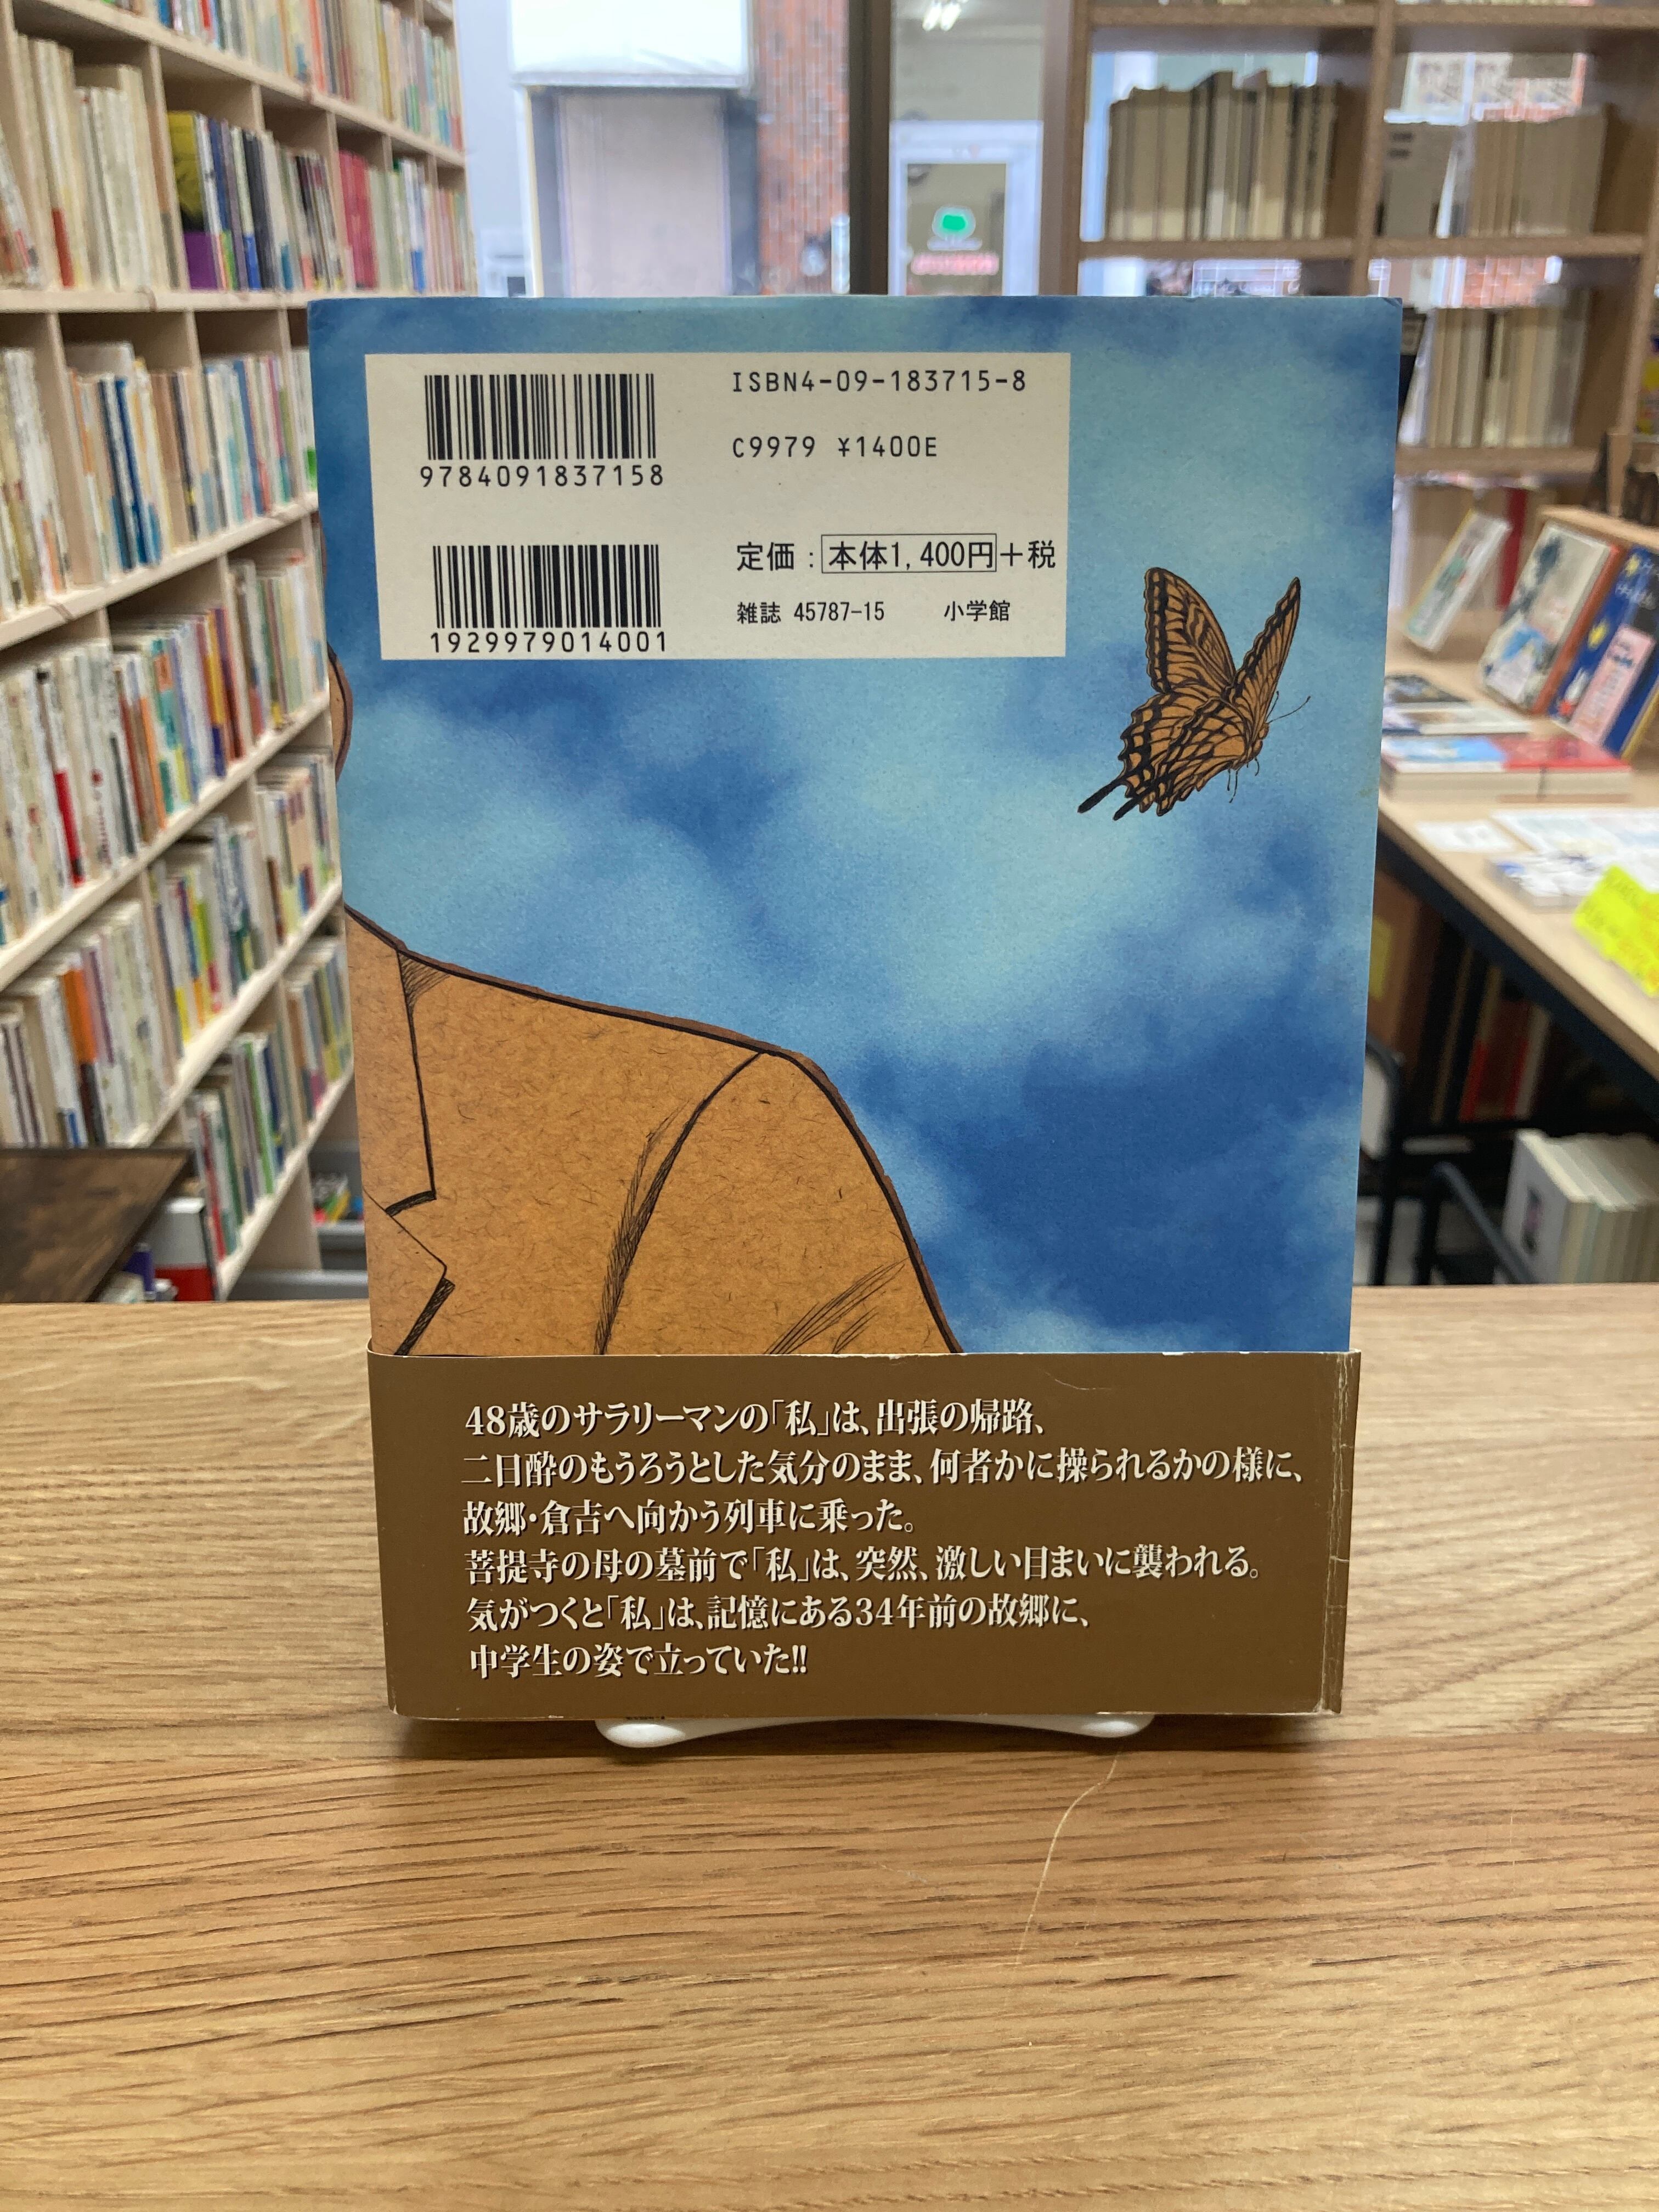 ISBN4-09-183715-8
C9979 ¥1400E
9784091837158
定価：本体1,400円+税
雑誌 45787-15 小学館
1929979014001
48歳のサラリーマンの「私」は、出張の帰路、
二日酔のもうろうとした気分のまま、何者かに操られるかの様に、
故郷・倉吉へ向かう列車に乗った。
菩提寺の母の墓前で「私」は、突然、激しい目まいに襲われる。
気がつくと「私」は、記憶にある34年前の故郷に、
中学生の姿で立っていた!!